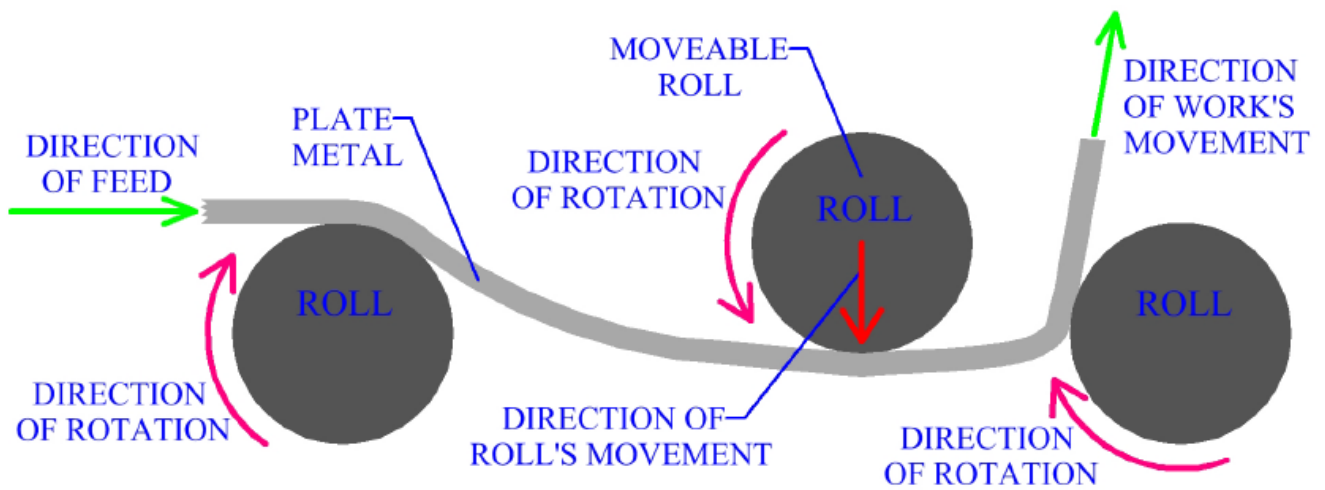 DIRECTION
OF FEED
PLATE
METAL
MOVEABLE
ROLL
DIRECTION
OF ROTATION
DIRECTION
OF WORK'S
MOVEMENT
ROLL
ROLL
ROLL
DIRECTION
OF ROTATION
DIRECTION OF
ROLL'S MOVEMENT
DIRECTION
OF ROTATION